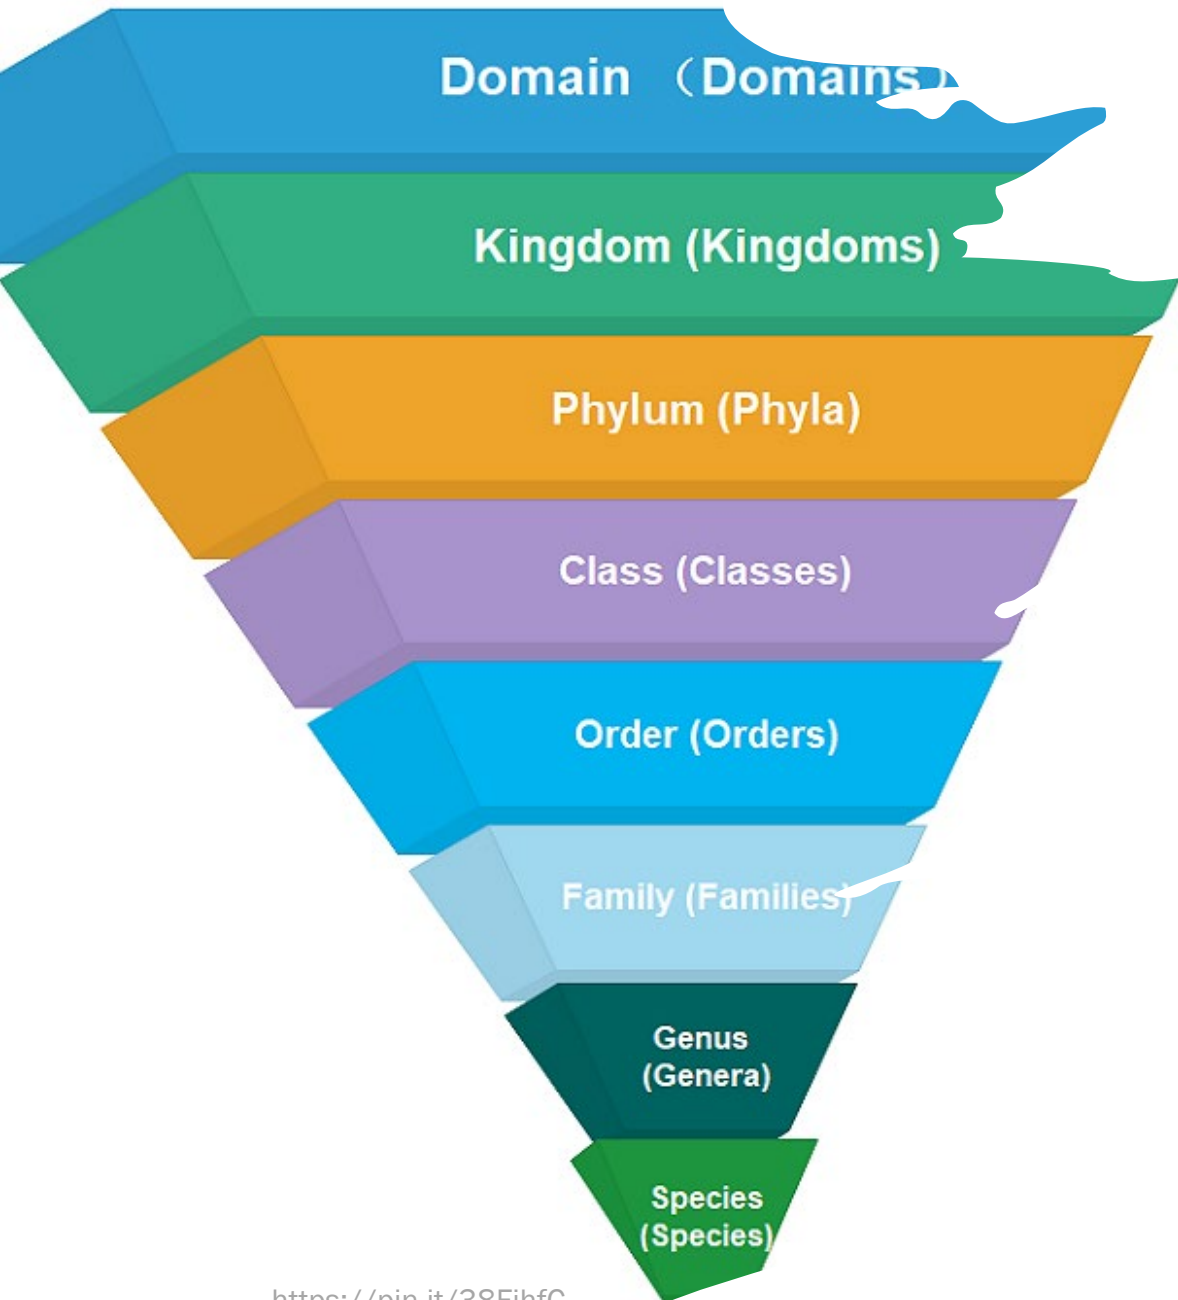 Domain （Domains）
Kingdom (Kingdoms)
Phylum (Phyla)
Class (Classes)
Order (Orders)
Family (Families)
Genus
(Genera)
Species
(Species)